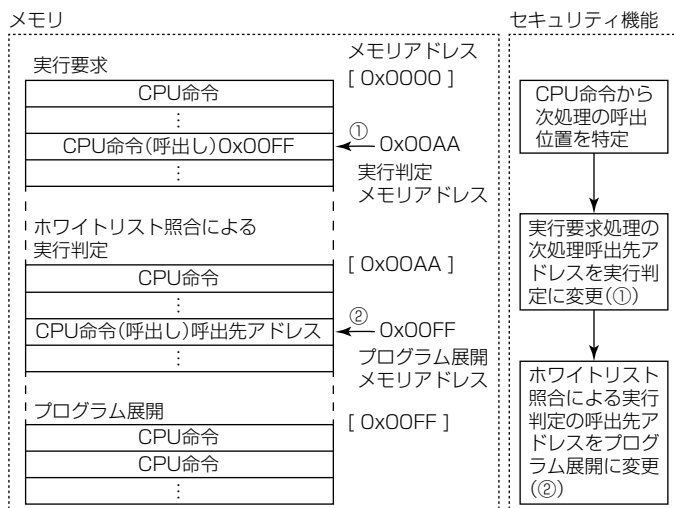 メモリ
メモリアドレス
実行要求
[ 0x0000 ]
CPU命令
⋮
CPU命令(呼出し)0x00FF
① 0x00AA
⋮
実行判定
メモリアドレス
ホワイトリスト照合による
実行判定
[ 0x00AA ]
CPU命令
⋮
CPU命令(呼出し)呼出先アドレス
② 0x00FF
⋮
プログラム展開
メモリアドレス
プログラム展開
[ 0x00FF ]
CPU命令
CPU命令
⋮
セキュリティ機能
CPU命令から
次処理の呼出
位置を特定
実行要求処理の
次処理呼出先ア
ドレスを実行判
定に変更(①)
ホワイトリスト
照合による実行
判定の呼出先ア
ドレスをプログ
ラム展開に変更
(②)